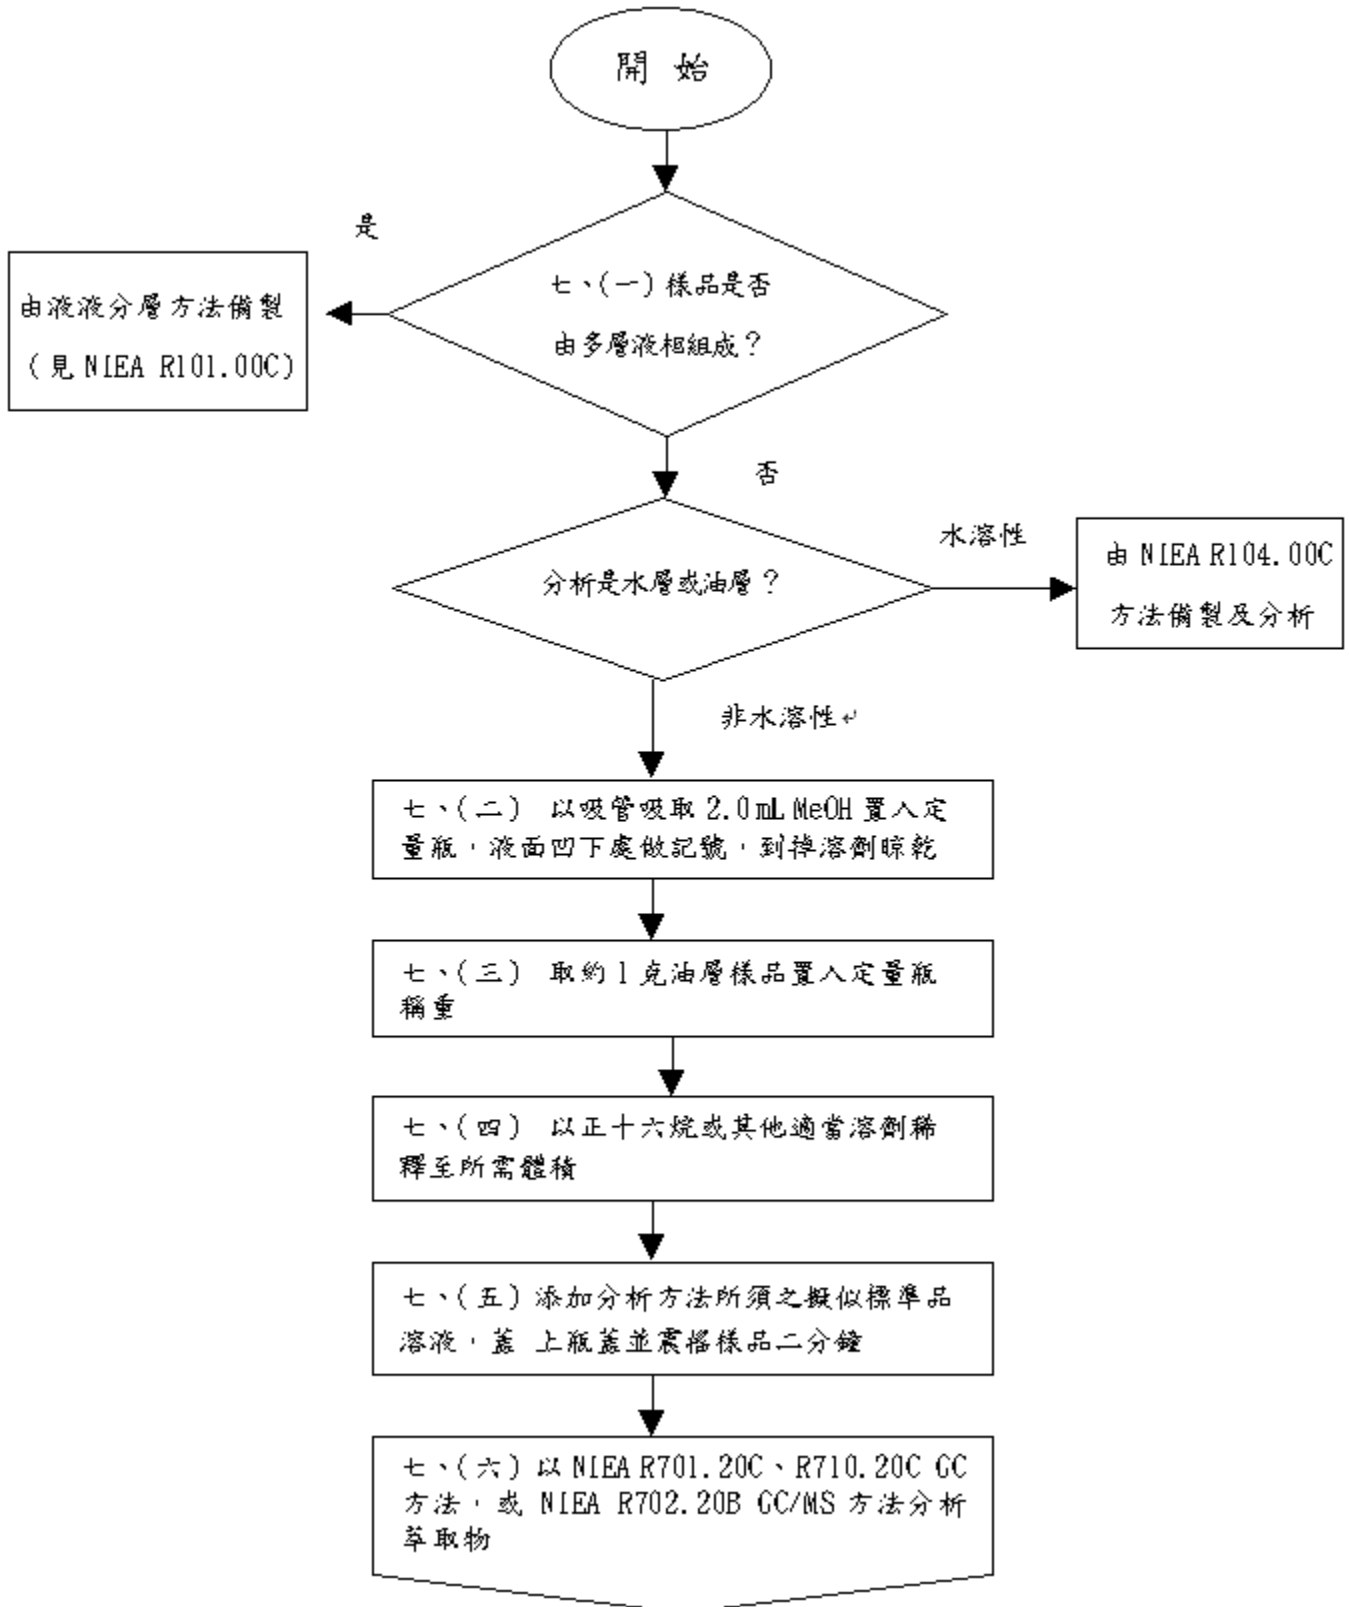 開 始
是
七、(一) 樣品是否
由多層液相組成？
由液液分層方法備製
(見 NIEA R101.00C)
否
分析是水層或油層？
水溶性
由 NIEA R104.00C
方法備製及分析
非水溶性↵
七、(二) 以吸管吸取 2.0 mL MeOH 置入定
量瓶，液面凹下處做記號，到掉溶劑晾乾
七、(三) 取約 1 克油層樣品置入定量瓶
稱重
七、(四) 以正十六烷或其他適當溶劑稀
釋至所需體積
七、(五) 添加分析方法所須之擬似標準品
溶液，蓋 上瓶蓋並震搖樣品二分鐘
七、(六) 以 NIEA R701.20C、R710.20C GC
方法，或 NIEA R702.20B GC/MS 方法分析
萃取物